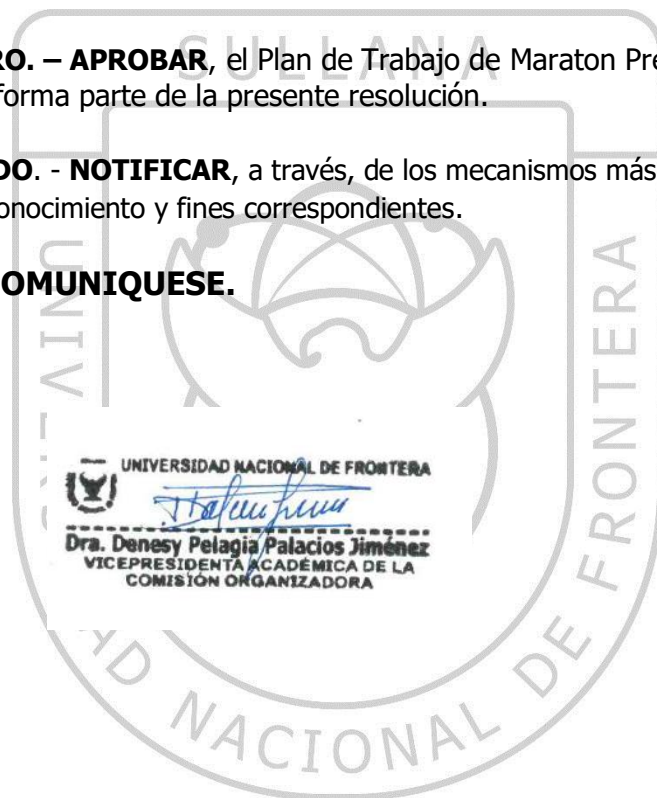 SULLANA
RO. – APROBAR, el Plan de Trabajo de Maraton Pre
forma parte de la presente resolución.
DO. - NOTIFICAR, a través, de los mecanismos más
onocimiento y fines correspondientes.
OMUNIQUESE.
UNIVERSIDAD NACIONAL DE FRONTERA
Dra. Denesy Pelagia Palacios Jiménez
VICEPRESIDENTA ACADÉMICA DE LA
COMISIÓN ORGANIZADORA
NACIONAL DE FRONTERA